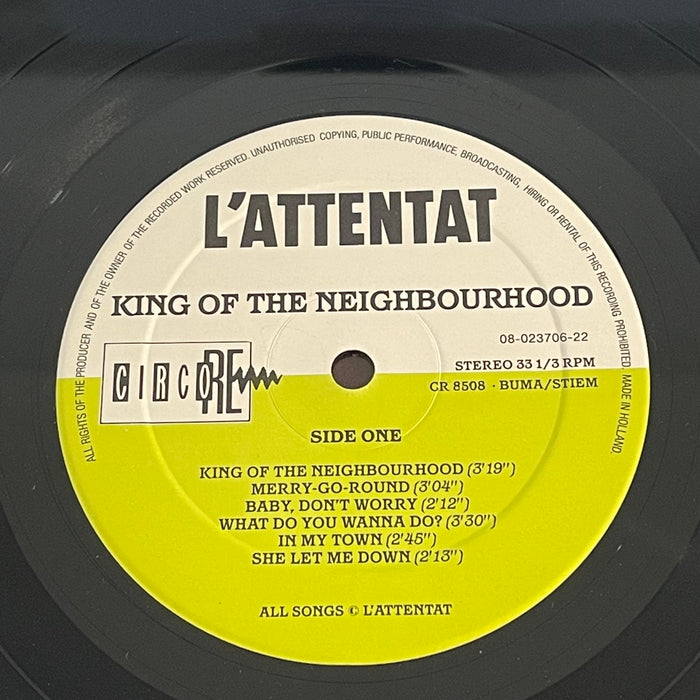 ALL RIGHTS OF THE PRODUCER AND OF THE OWNER OF THE RECORDED WORK RESERVED. UNAUTHORISED COPYING, PUBLIC PERFORMANCE, BROADCASTING, HIRING OR RENTAL OF THIS RECORDING PROHIBITED. MADE IN HOLLAND
L'ATTENTAT
KING OF THE NEIGHBOURHOOD
08-023706-22
STEREO 33 1/3 RPM
CIRCORE
CR 8508 · BUMA/STIEM
SIDE ONE
KING OF THE NEIGHBOURHOOD (3'19")
MERRY-GO-ROUND (3'04")
BABY, DON'T WORRY (2'12")
WHAT DO YOU WANNA DO? (3'30")
IN MY TOWN (2'45")
SHE LET ME DOWN (2'13")
ALL SONGS © L'ATTENTAT